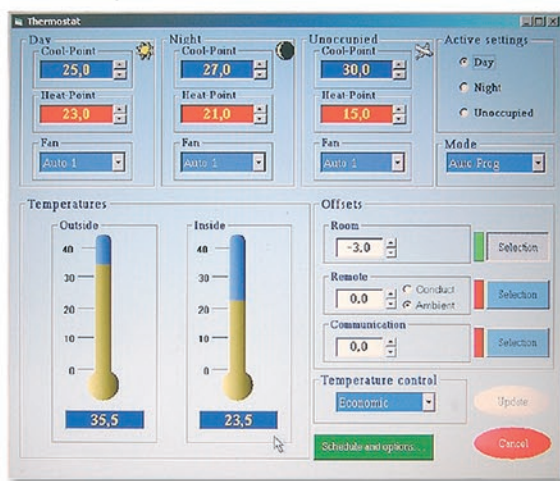 Thermostat
Day
Cool-Point
25,0
Heat-Point
23,0
Fan
Auto 1
Night
Cool-Point
27,0
Heat-Point
21,0
Fan
Auto 1
Unoccupied
Cool-Point
30,0
Heat-Point
15,0
Fan
Auto 1
Active settings
Day
Night
Unoccupied
Mode
Auto Prog
Temperatures
Outside
40
30
20
10
0
35,5
Inside
40
30
20
10
0
23,5
Offsets
Room
-3.0
Selection
Remote
0.0
Conduct
Ambient
Selection
Communication
0,0
Selection
Temperature control
Economic
Update
Schedule and options...
Cancel